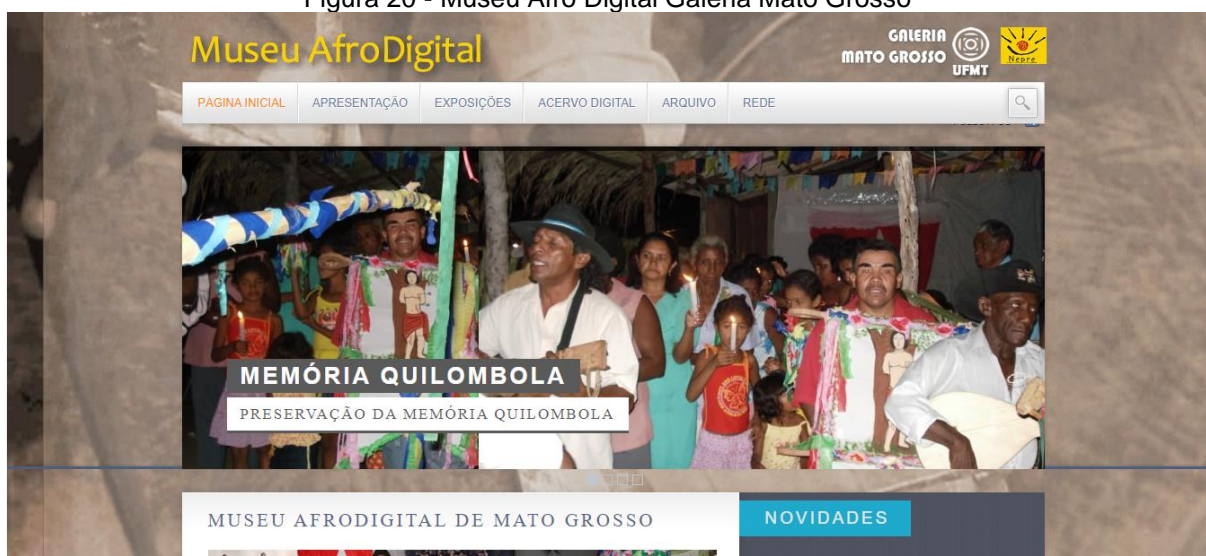 Figura 20 - Museu Afro Digital Galeria Mato Grosso
Museu AfroDigital
GALERIA
MATO GROSSO
UFMT
Nepre
PÁGINA INICIAL APRESENTAÇÃO EXPOSIÇÕES ACERVO DIGITAL ARQUIVO REDE
MEMÓRIA QUILOMBOLA
PRESERVAÇÃO DA MEMÓRIA QUILOMBOLA
MUSEU AFRODIGITAL DE MATO GROSSO
NOVIDADES